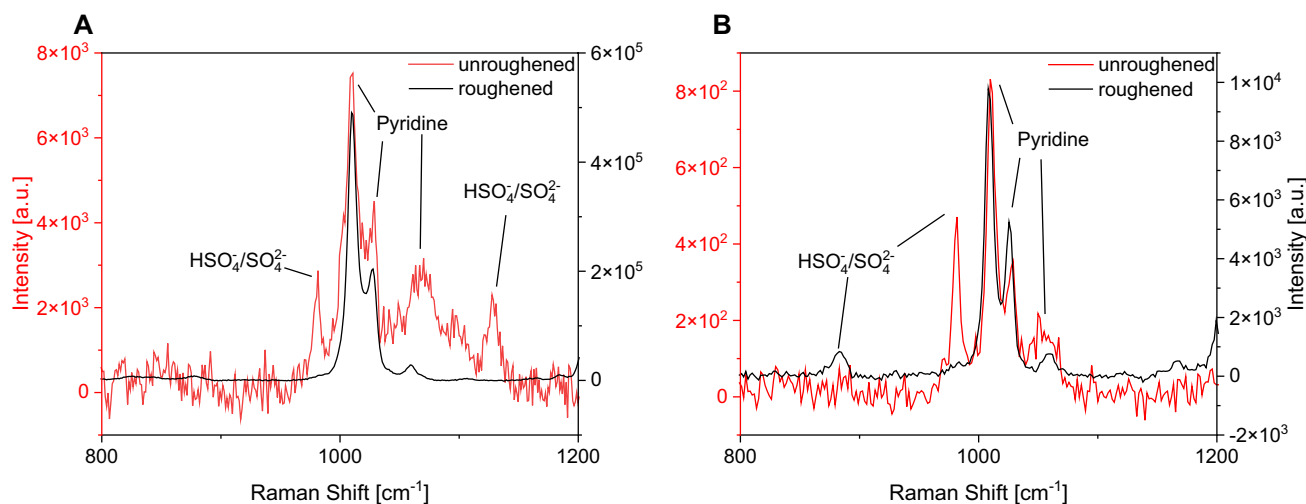 A
8×10³
6×10³
4×10³
2×10³
0
Intensity [a.u.]
6×10⁵
4×10⁵
2×10⁵
0
unroughened
roughened
Pyridine
HSO₄⁻/SO₄²⁻
HSO₄⁻/SO₄²⁻
800
1000
1200
Raman Shift [cm⁻¹]
B
8×10²
6×10²
4×10²
2×10²
0
1×10⁴
8×10³
6×10³
4×10³
2×10³
0
-2×10³
Intensity [a.u.]
unroughened
roughened
Pyridine
HSO₄⁻/SO₄²⁻
800
1000
1200
Raman Shift [cm⁻¹]